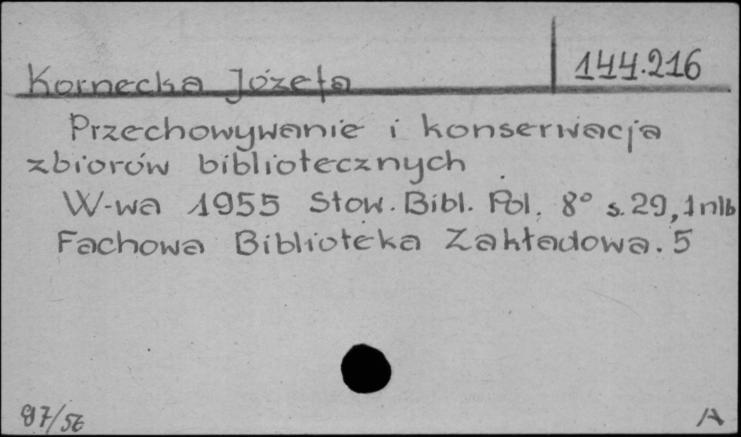 Kornecka Józefa
144.216
Przechowywanie i konserwacja
zbiorów bibliotecznych
W-wa 1955 Stow. Bibl. Pol. 8° s. 29, 1 nlb
Fachowa Biblioteka Zakładowa. 5
97/56
A